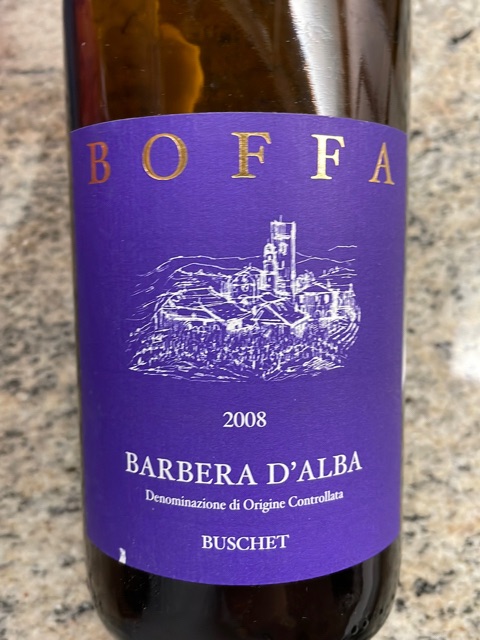 BOFFA
2008
BARBERA D'ALBA
Denominazione di Origine Controllata
BUSCHET